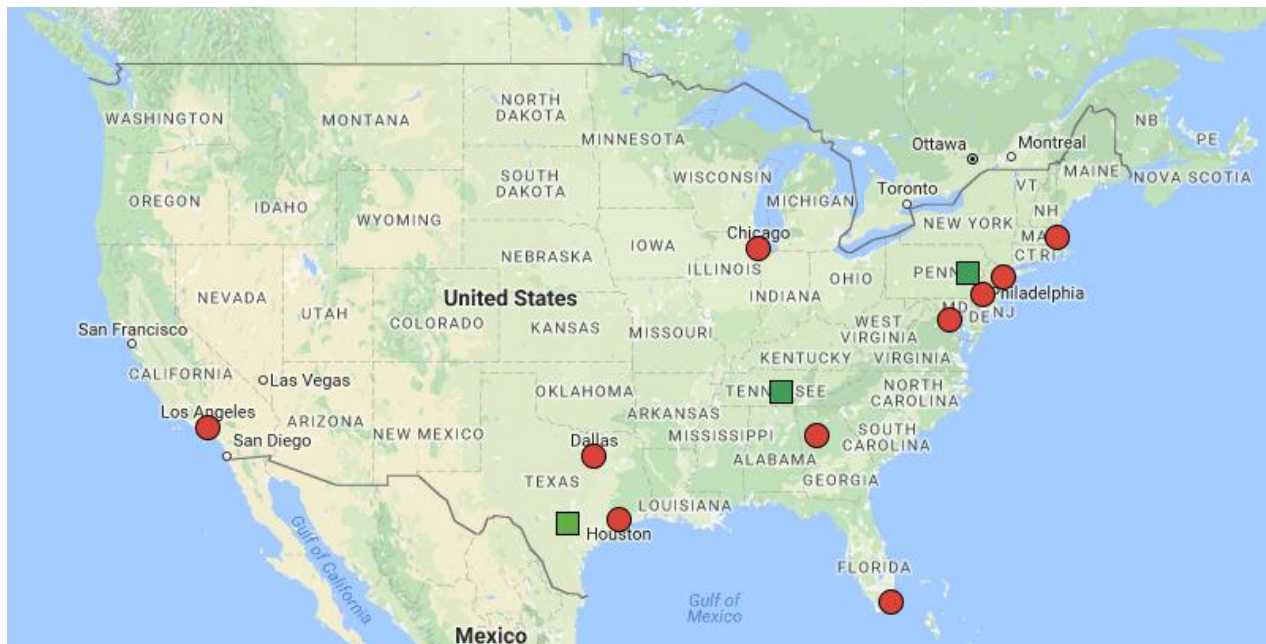 WASHINGTON
MONTANA
NORTH
DAKOTA
MINNESOTA
NB
PE
Ottawa
Montreal
MAINE
NOVA SCOTIA
OREGON
IDAHO
SOUTH
DAKOTA
WISCONSIN
MICHIGAN
Toronto
VT
NH
WYOMING
NEW YORK
Chicago
MA
CT RI
NEBRASKA
IOWA
ILLINOIS
OHIO
PENN
NEVADA
United States
INDIANA
Philadelphia
UTAH
COLORADO
KANSAS
MISSOURI
MD
DE
NJ
WEST
VIRGINIA
San Francisco
KENTUCKY
VIRGINIA
CALIFORNIA
Las Vegas
OKLAHOMA
TENN SEE
NORTH
CAROLINA
Los Angeles
ARIZONA
NEW MEXICO
ARKANSAS
MISSISSIPPI
SOUTH
CAROLINA
San Diego
Dallas
ALABAMA
TEXAS
GEORGIA
LOUISIANA
Houston
Gulf of California
FLORIDA
Gulf of
Mexico
Mexico